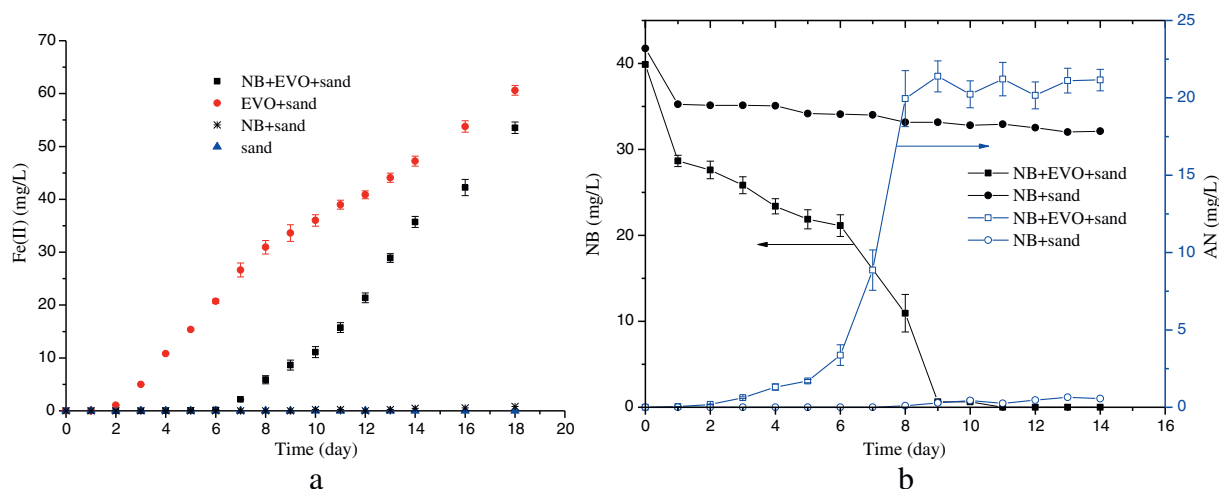 a
70
60
50
40
30
20
10
0
Fe(II) (mg/L)
NB+EVO+sand
EVO+sand
NB+sand
sand
0 2 4 6 8 10 12 14 16 18 20
Time (day)
a
b
40
30
20
10
0
NB (mg/L)
25
20
15
10
5
0
AN (mg/L)
NB+EVO+sand
NB+sand
NB+EVO+sand
NB+sand
0 2 4 6 8 10 12 14 16
Time (day)
b